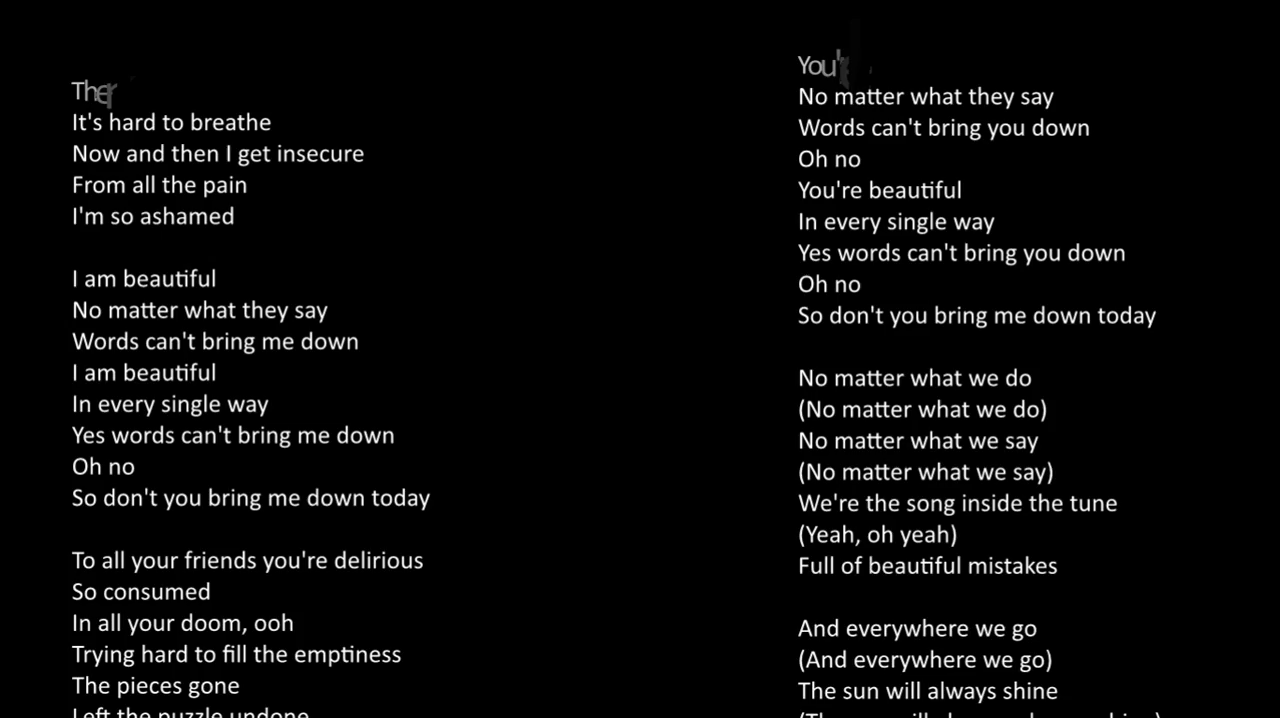 The
It's hard to breathe
Now and then I get insecure
From all the pain
I'm so ashamed
I am beautiful
No matter what they say
Words can't bring me down
I am beautiful
In every single way
Yes words can't bring me down
Oh no
So don't you bring me down today
To all your friends you're delirious
So consumed
In all your doom, ooh
Trying hard to fill the emptiness
The pieces gone
Left the puzzle undone
You'
No matter what they say
Words can't bring you down
Oh no
You're beautiful
In every single way
Yes words can't bring you down
Oh no
So don't you bring me down today
No matter what we do
(No matter what we do)
No matter what we say
(No matter what we say)
We're the song inside the tune
(Yeah, oh yeah)
Full of beautiful mistakes
And everywhere we go
(And everywhere we go)
The sun will always shine